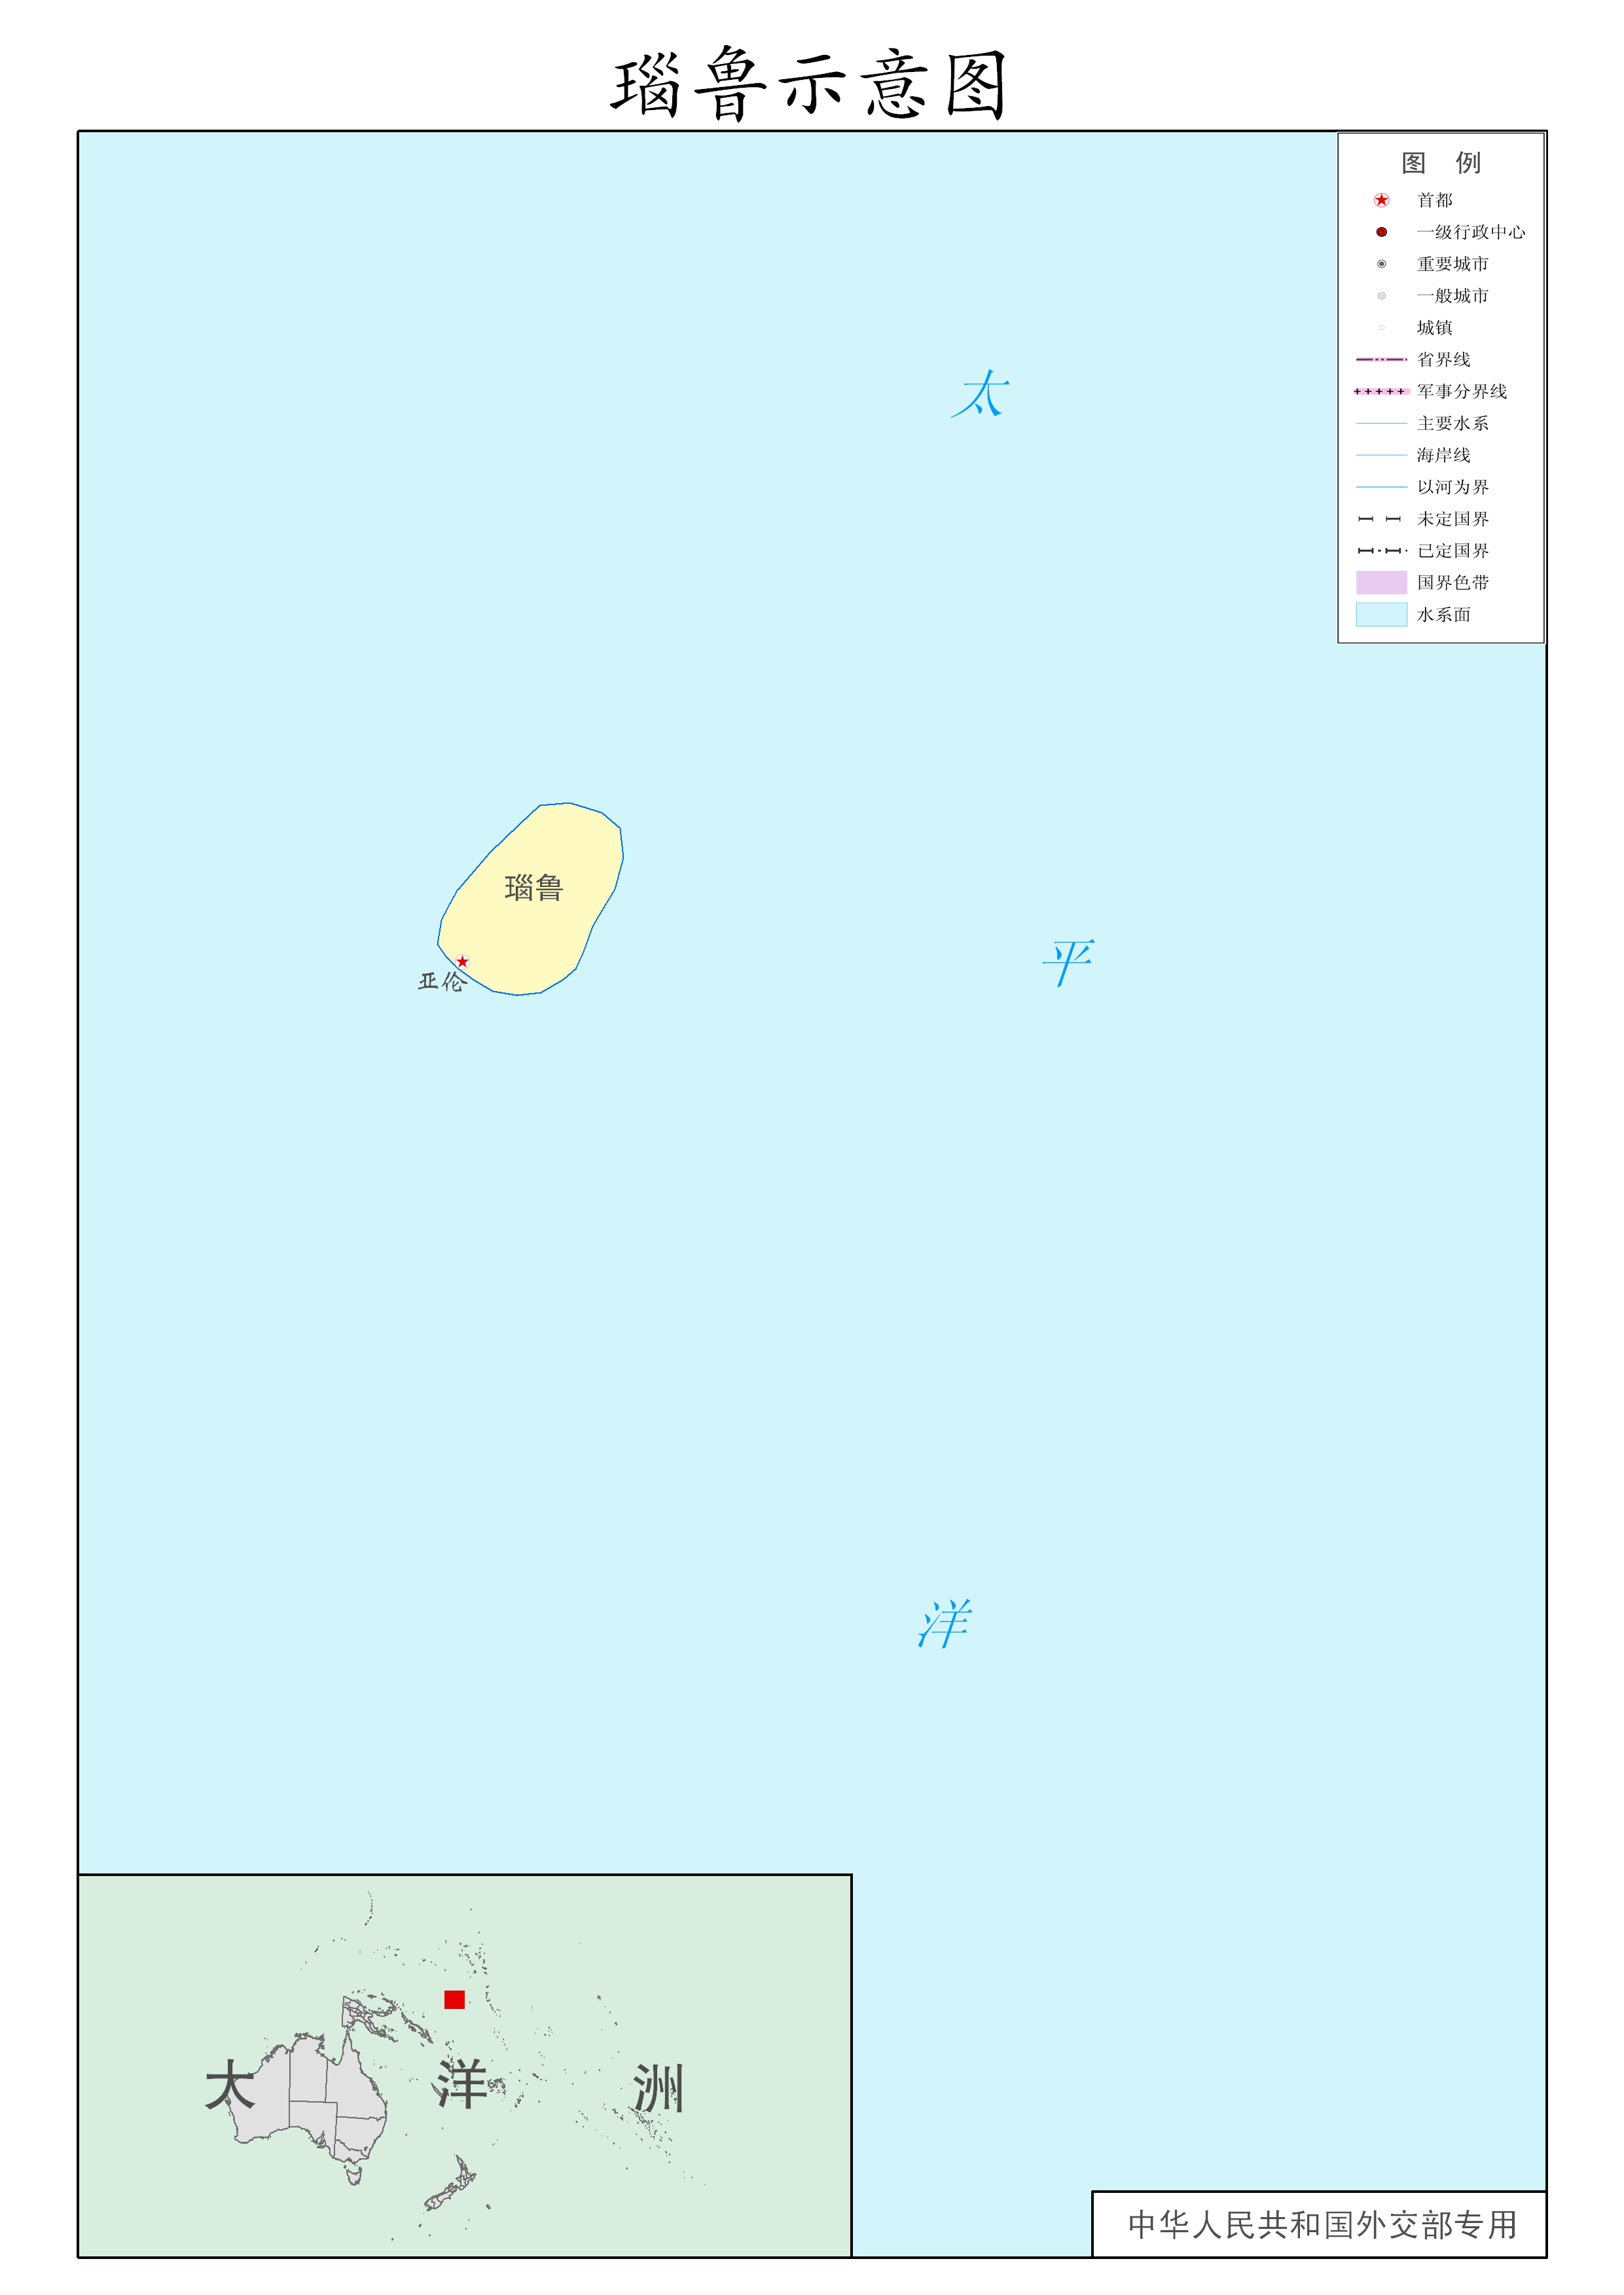 瑙鲁示意图
图 例
首都
一级行政中心
重要城市
一般城市
城镇
省界线
军事分界线
主要水系
海岸线
以河为界
未定国界
已定国界
国界色带
水系面
太
平
洋
瑙鲁
亚伦
大 洋 洲
中华人民共和国外交部专用